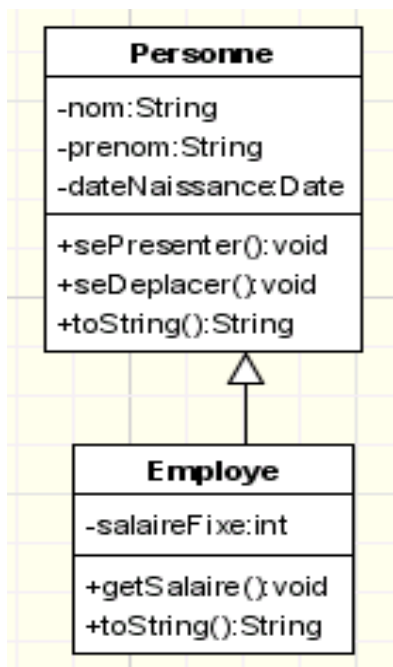 Personne
-nom:String
-prenom:String
-dateNaissance:Date
+sePresenter():void
+seDeplacer():void
+toString():String
Employe
-salaireFixe:int
+getSalaire():void
+toString():String